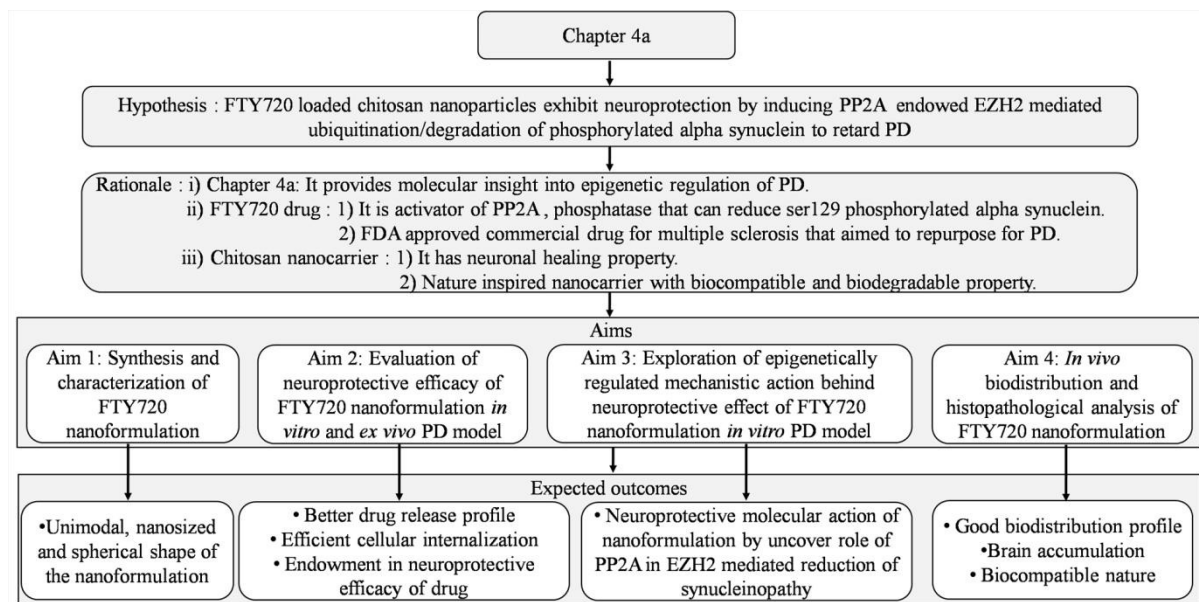 Chapter 4a
Hypothesis : FTY720 loaded chitosan nanoparticles exhibit neuroprotection by inducing PP2A endowed EZH2 mediated
ubiquitination/degradation of phosphorylated alpha synuclein to retard PD
Rationale : i) Chapter 4a: It provides molecular insight into epigenetic regulation of PD.
ii) FTY720 drug : 1) It is activator of PP2A , phosphatase that can reduce ser129 phosphorylated alpha synuclein.
2) FDA approved commercial drug for multiple sclerosis that aimed to repurpose for PD.
iii) Chitosan nanocarrier : 1) It has neuronal healing property.
2) Nature inspired nanocarrier with biocompatible and biodegradable property.
Aims
Aim 1: Synthesis and
characterization of
FTY720
nanoformulation
Aim 2: Evaluation of
neuroprotective efficacy of
FTY720 nanoformulation in
vitro and ex vivo PD model
Aim 3: Exploration of epigenetically
regulated mechanistic action behind
neuroprotective effect of FTY720
nanoformulation in vitro PD model
Aim 4: In vivo
biodistribution and
histopathological analysis of
FTY720 nanoformulation
Expected outcomes
•Unimodal, nanosized
and spherical shape of
the nanoformulation
• Better drug release profile
• Efficient cellular internalization
• Endowment in neuroprotective
efficacy of drug
• Neuroprotective molecular action of
nanoformulation by uncover role of
PP2A in EZH2 mediated reduction of
synucleinopathy
• Good biodistribution profile
• Brain accumulation
• Biocompatible nature